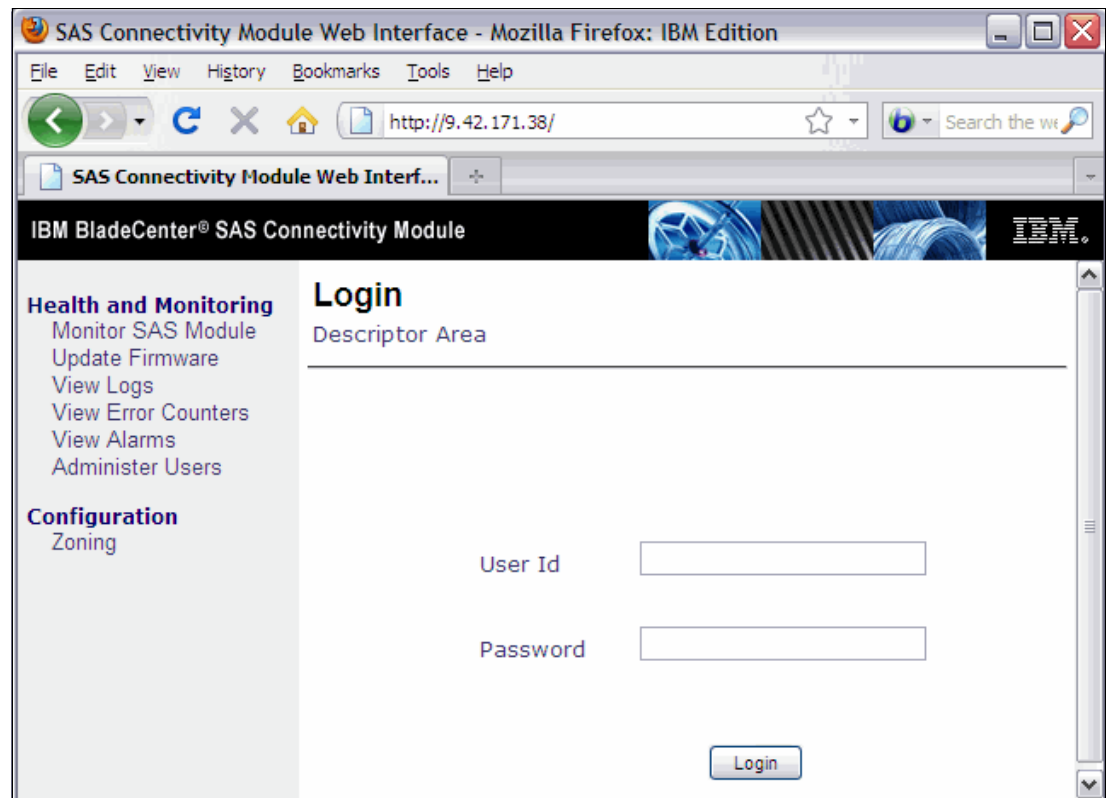 SAS Connectivity Module Web Interface - Mozilla Firefox: IBM Edition
File Edit View History Bookmarks Tools Help
http://9.42.171.38/
Search the we
SAS Connectivity Module Web Interf...
IBM BladeCenter® SAS Connectivity Module
IBM.
Health and Monitoring
Monitor SAS Module
Update Firmware
View Logs
View Error Counters
View Alarms
Administer Users
Configuration
Zoning
Login
Descriptor Area
User Id
Password
Login